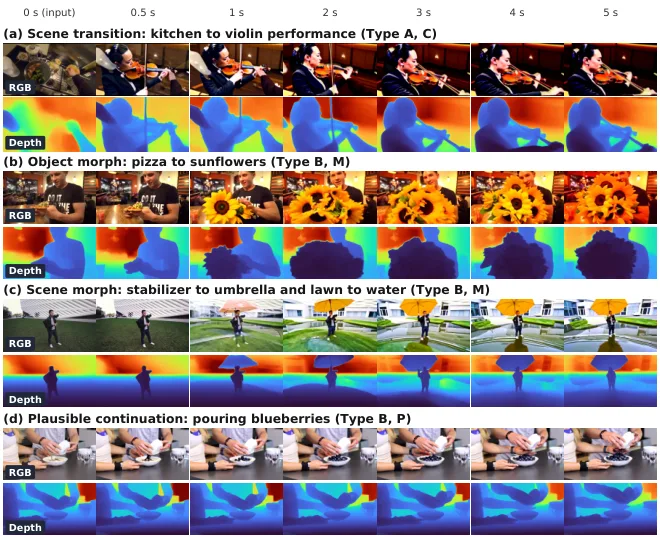 0 s (input) 0.5 s 1 s 2 s 3 s 4 s 5 s
(a) Scene transition: kitchen to violin performance (Type A, C)
RGB
Depth
(b) Object morph: pizza to sunflowers (Type B, M)
DO IT
RGB
Depth
(c) Scene morph: stabilizer to umbrella and lawn to water (Type B, M)
RGB
Depth
(d) Plausible continuation: pouring blueberries (Type B, P)
RGB
Depth